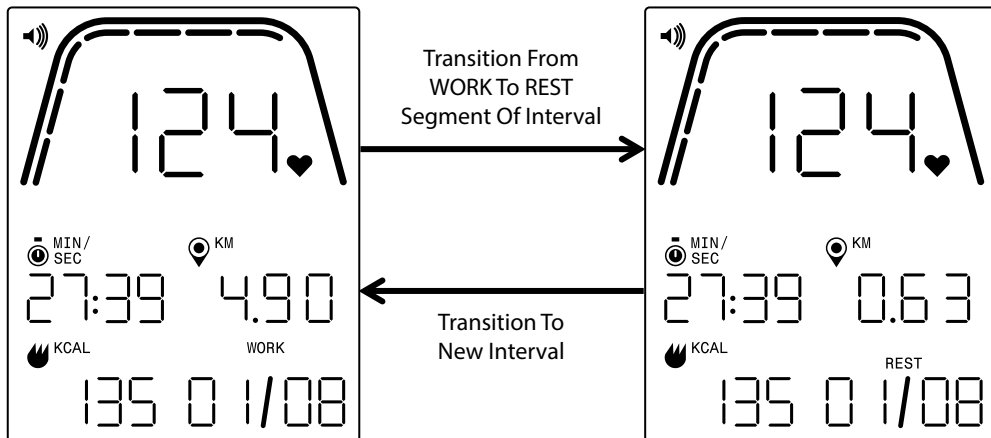 124
MIN/
SEC
KM
27:39
4.90
KCAL
WORK
135
01/08
Transition From
WORK To REST
Segment Of Interval
Transition To
New Interval
124
MIN/
SEC
KM
27:39
0.63
KCAL
REST
135
01/08